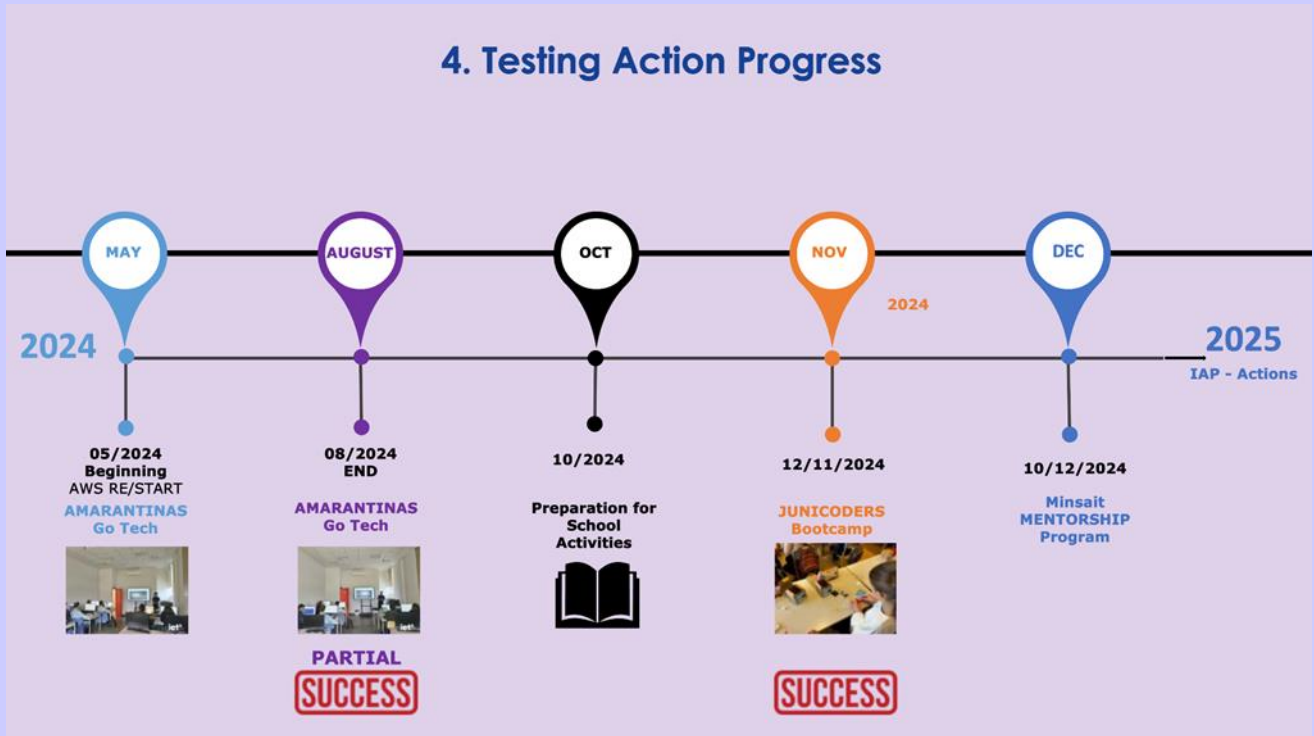 4. Testing Action Progress
MAY
AUGUST
OCT
NOV
DEC
2024
2024
2025
IAP - Actions
05/2024
Beginning
AWS RE/START
AMARANTINAS
Go Tech
08/2024
END
AMARANTINAS
Go Tech
PARTIAL
SUCCESS
10/2024
Preparation for
School
Activities
12/11/2024
JUNICODERS
Bootcamp
SUCCESS
10/12/2024
Minsait
MENTORSHIP
Program